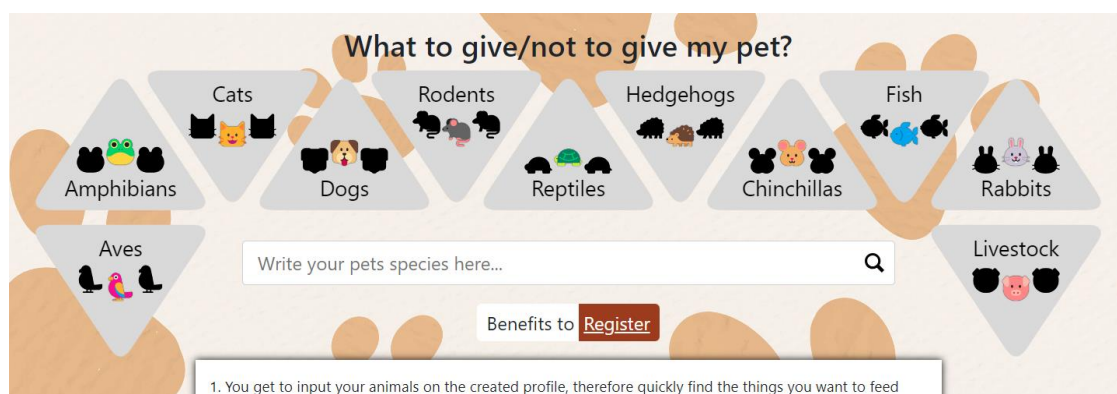 What to give/not to give my pet?
Cats
Rodents
Hedgehogs
Fish
Amphibians
Dogs
Reptiles
Chinchillas
Rabbits
Aves
Livestock
Write your pets species here...
Benefits to Register
1. You get to input your animals on the created profile, therefore quickly find the things you want to feed